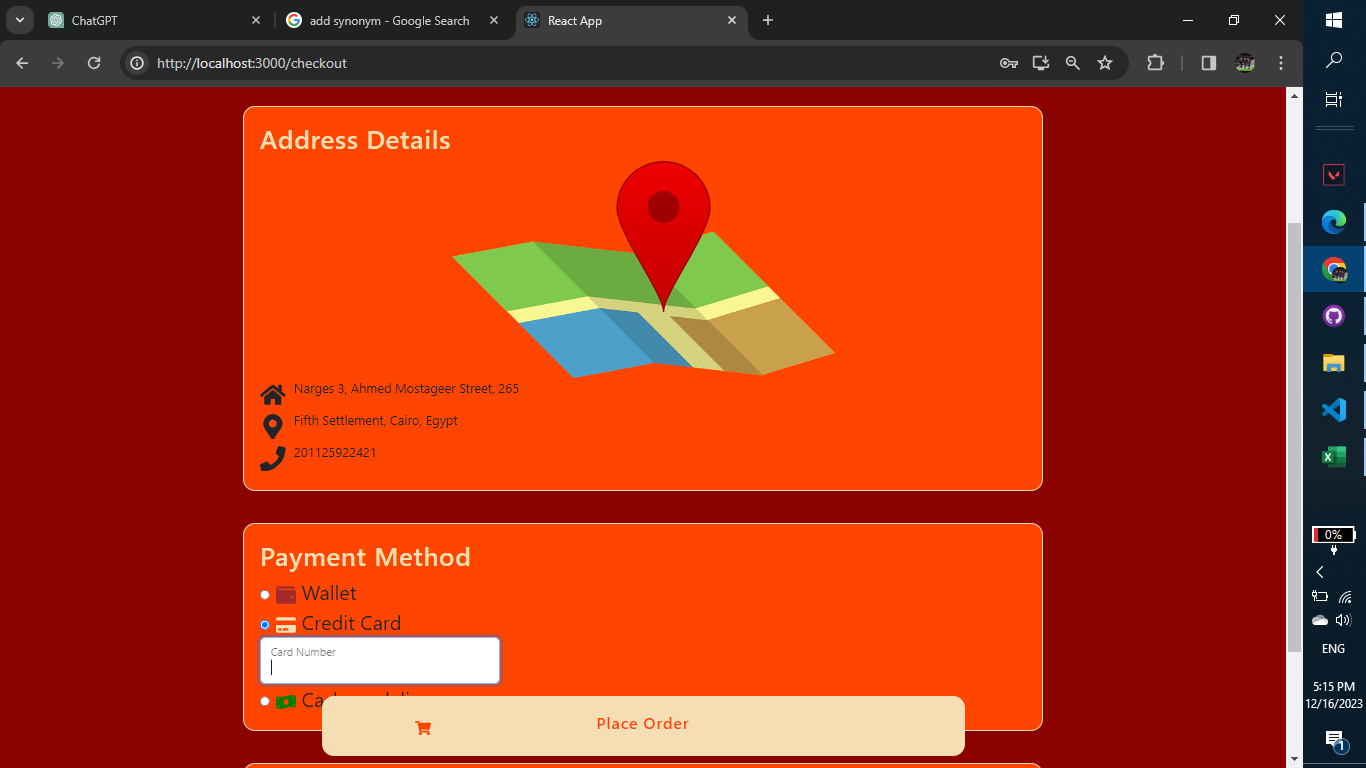 ChatGPT
add synonym - Google Search
React App
http://localhost:3000/checkout
Address Details
Narges 3, Ahmed Mostageer Street, 265
Fifth Settlement, Cairo, Egypt
201125922421
Payment Method
Wallet
Credit Card
Card Number
Place Order
0%
ENG
5:15 PM
12/16/2023
1